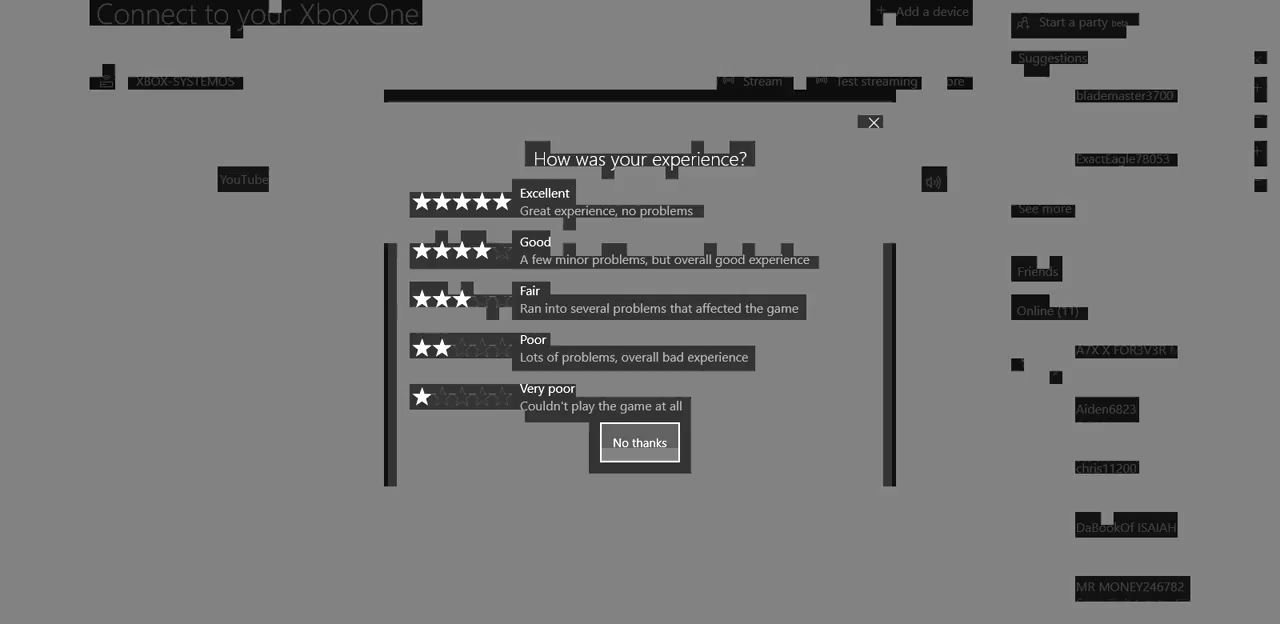 Connect to your Xbox One
+ Add a device
Start a party beta
Suggestions
XBOX-SYSTEMOS
Stream
Test streaming
blademaster3700
How was your experience?
ExactEagle78053
YouTube
Excellent
Great experience, no problems
See more
Good
A few minor problems, but overall good experience
Friends
Fair
Ran into several problems that affected the game
Online (11)
Poor
Lots of problems, overall bad experience
A7X X FOR3V3R
Very poor
Couldn't play the game at all
Aiden6823
No thanks
chris11200
DaBookOf ISAIAH
MR MONEY246782